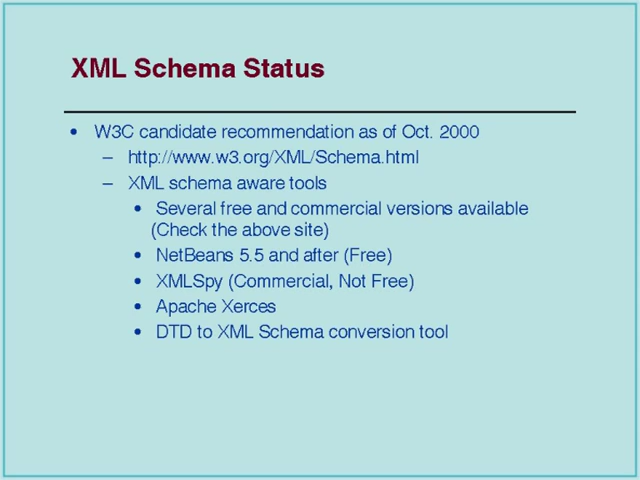 XML Schema Status
• W3C candidate recommendation as of Oct. 2000
– http://www.w3.org/XML/Schema.html
– XML schema aware tools
• Several free and commercial versions available
(Check the above site)
• NetBeans 5.5 and after (Free)
• XMLSpy (Commercial, Not Free)
• Apache Xerces
• DTD to XML Schema conversion tool